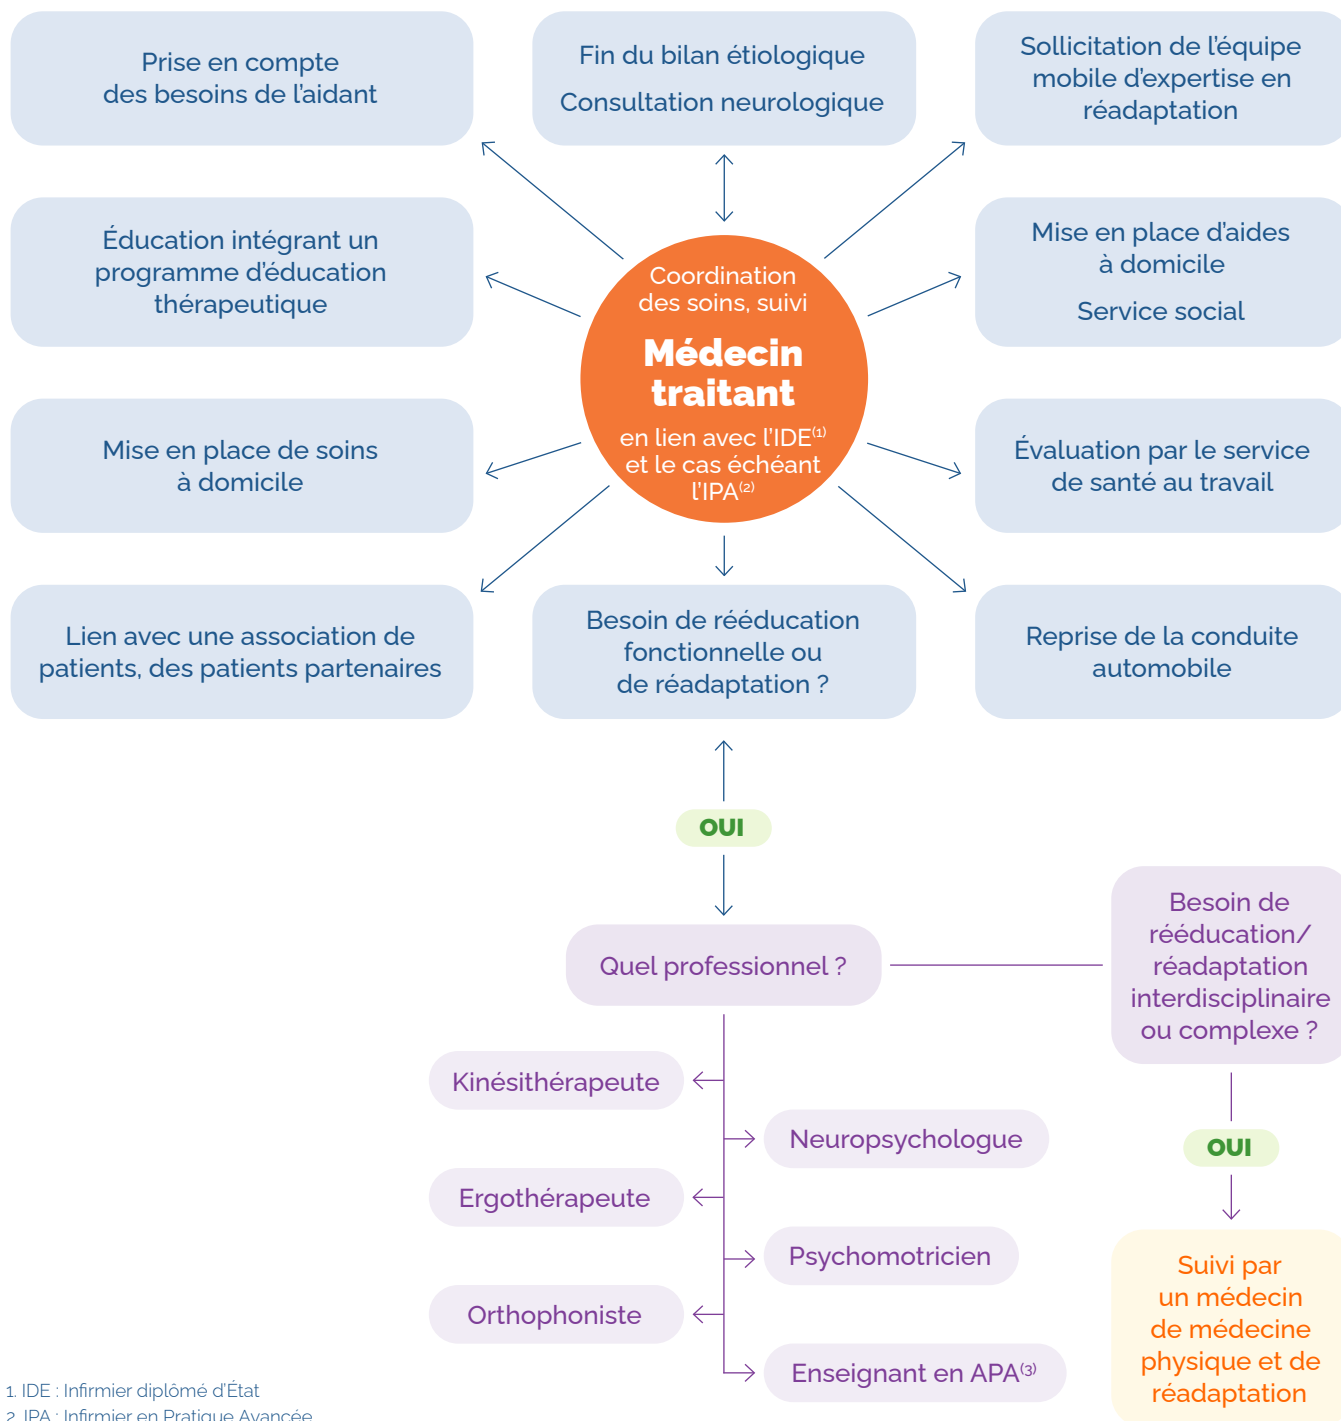 Prise en compte
des besoins de l'aidant
Fin du bilan étiologique
Consultation neurologique
Sollicitation de l'équipe
mobile d'expertise en
réadaptation
Éducation intégrant un
programme d'éducation
thérapeutique
Coordination
des soins, suivi
Médecin
traitant
en lien avec l'IDE(1)
et le cas échéant
l'IPA(2)
Mise en place d'aides
à domicile
Service social
Mise en place de soins
à domicile
Évaluation par le service
de santé au travail
Lien avec une association de
patients, des patients partenaires
Besoin de rééducation
fonctionnelle ou
de réadaptation ?
Reprise de la conduite
automobile
OUI
Quel professionnel ?
Besoin de
rééducation/
réadaptation
interdisciplinaire
ou complexe ?
Kinésithérapeute
Neuropsychologue
OUI
Ergothérapeute
Psychomotricien
Orthophoniste
Enseignant en APA(3)
Suivi par
un médecin
de médecine
physique et de
réadaptation
1. IDE : Infirmier diplômé d'État
2. IPA : Infirmier en Pratique Avancée